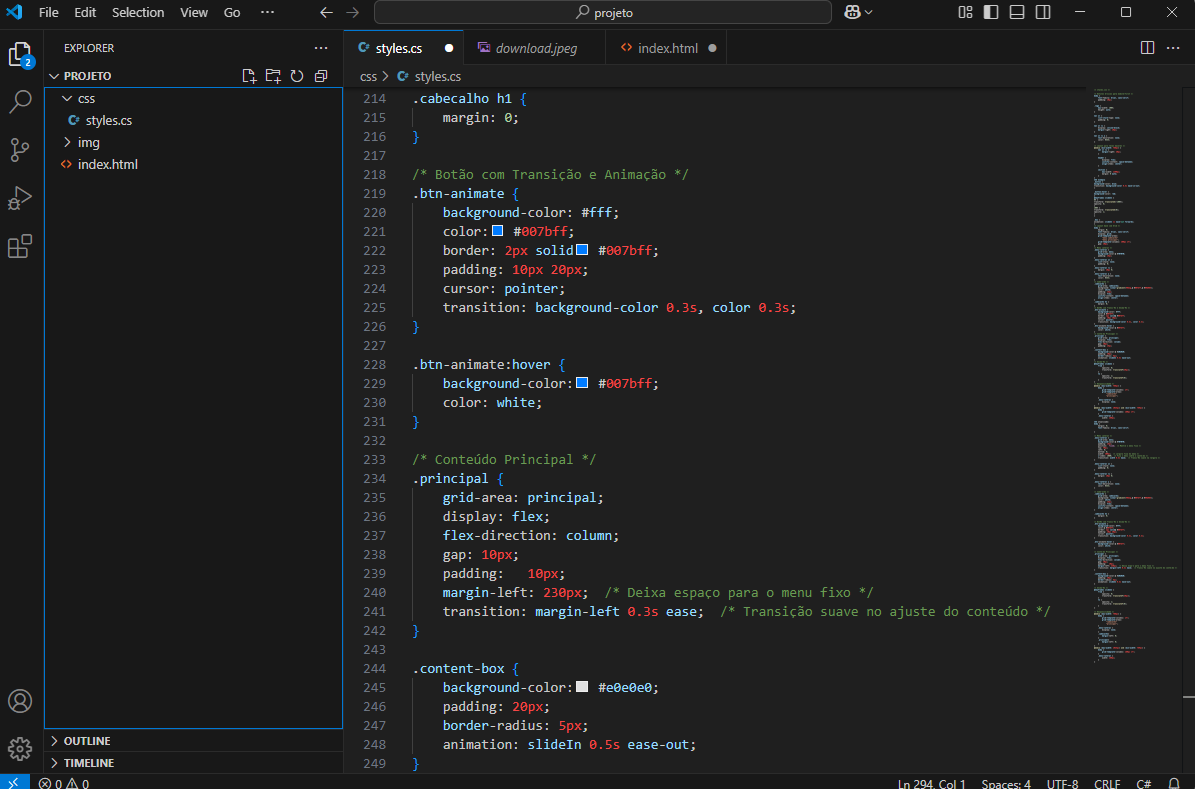 File Edit Selection View Go ··· projeto
EXPLORER ···
PROJETO
css
styles.cs
img
index.html
OUTLINE
TIMELINE
2
styles.cs download.jpeg index.html ···
css > styles.cs
214 .cabecalho h1 {
215 margin: 0;
216 }
217
218 /* Botão com Transição e Animação */
219 .btn-animate {
220 background-color: #fff;
221 color: #007bff;
222 border: 2px solid #007bff;
223 padding: 10px 20px;
224 cursor: pointer;
225 transition: background-color 0.3s, color 0.3s;
226 }
227
228 .btn-animate:hover {
229 background-color: #007bff;
230 color: white;
231 }
232
233 /* Conteúdo Principal */
234 .principal {
235 grid-area: principal;
236 display: flex;
237 flex-direction: column;
238 gap: 10px;
239 padding: 10px;
240 margin-left: 230px; /* Deixa espaço para o menu fixo */
241 transition: margin-left 0.3s ease; /* Transição suave no ajuste do conteúdo */
242 }
243
244 .content-box {
245 background-color: #e0e0e0;
246 padding: 20px;
247 border-radius: 5px;
248 animation: slideIn 0.5s ease-out;
249 }
0 0 Ln 294, Col 1 Spaces: 4 UTF-8 CRLF C#